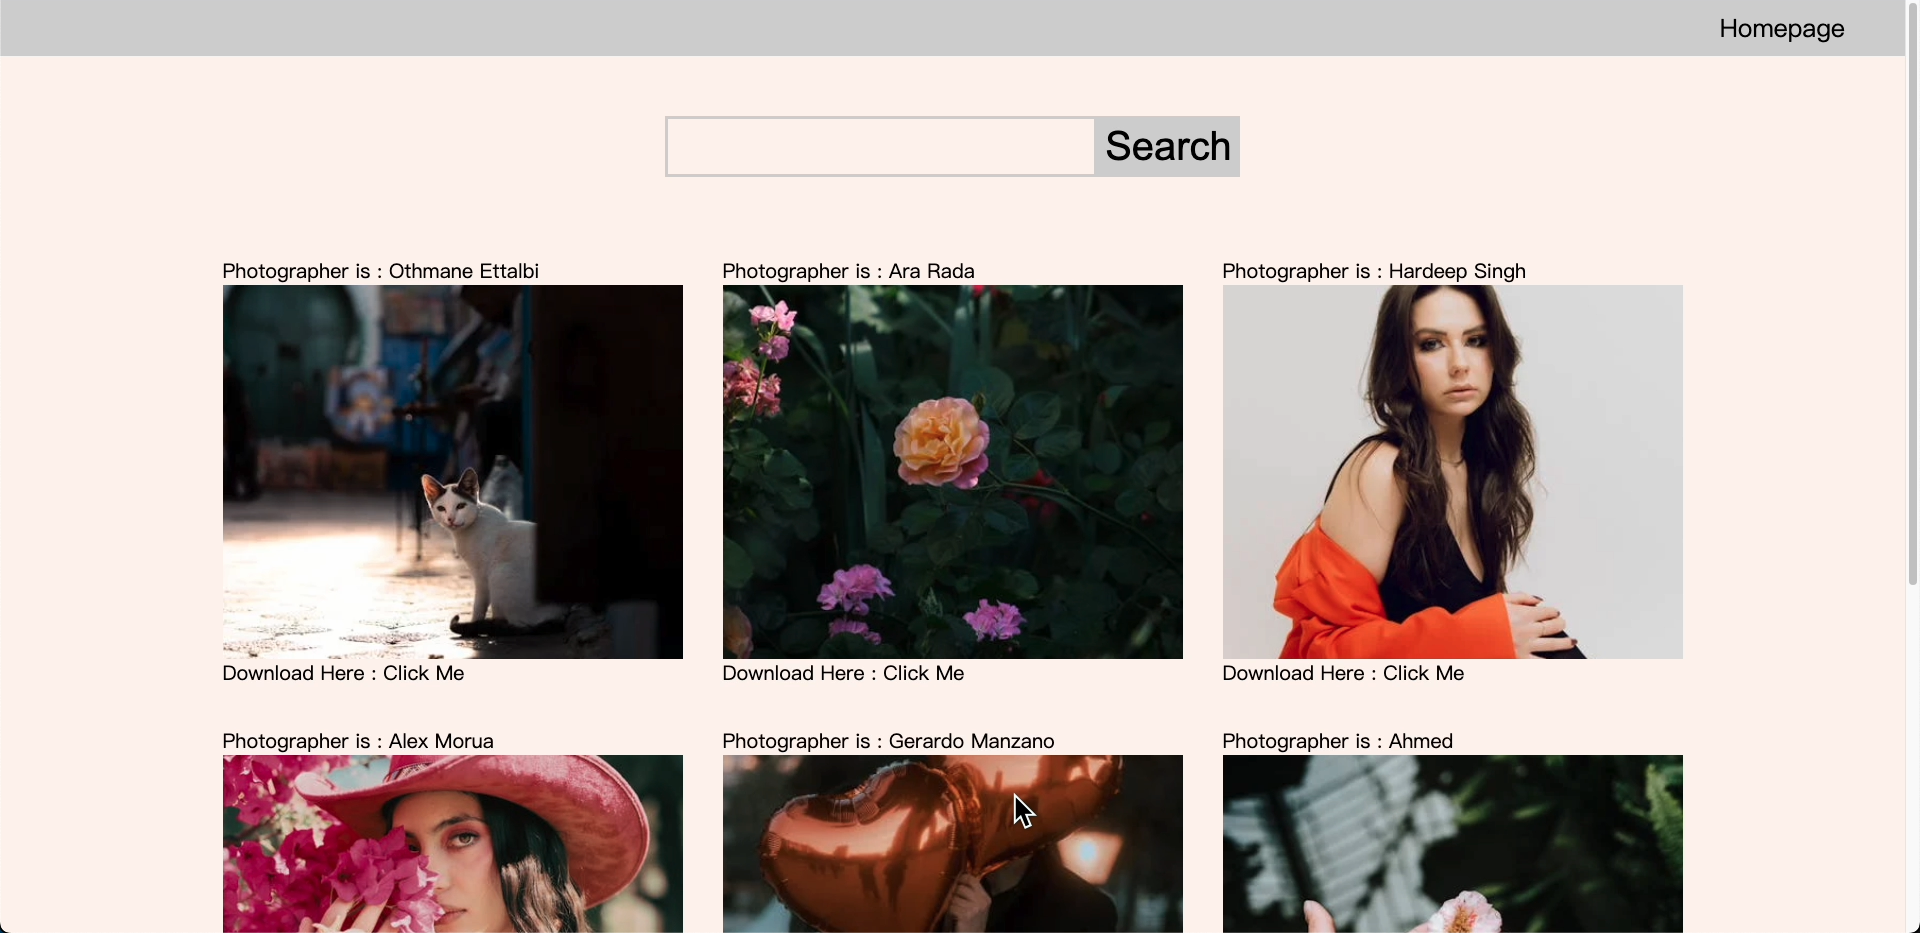 Homepage
Search
Photographer is : Othmane Ettalbi
Photographer is : Ara Rada
Photographer is : Hardeep Singh
Download Here : Click Me
Download Here : Click Me
Download Here : Click Me
Photographer is : Alex Morua
Photographer is : Gerardo Manzano
Photographer is : Ahmed